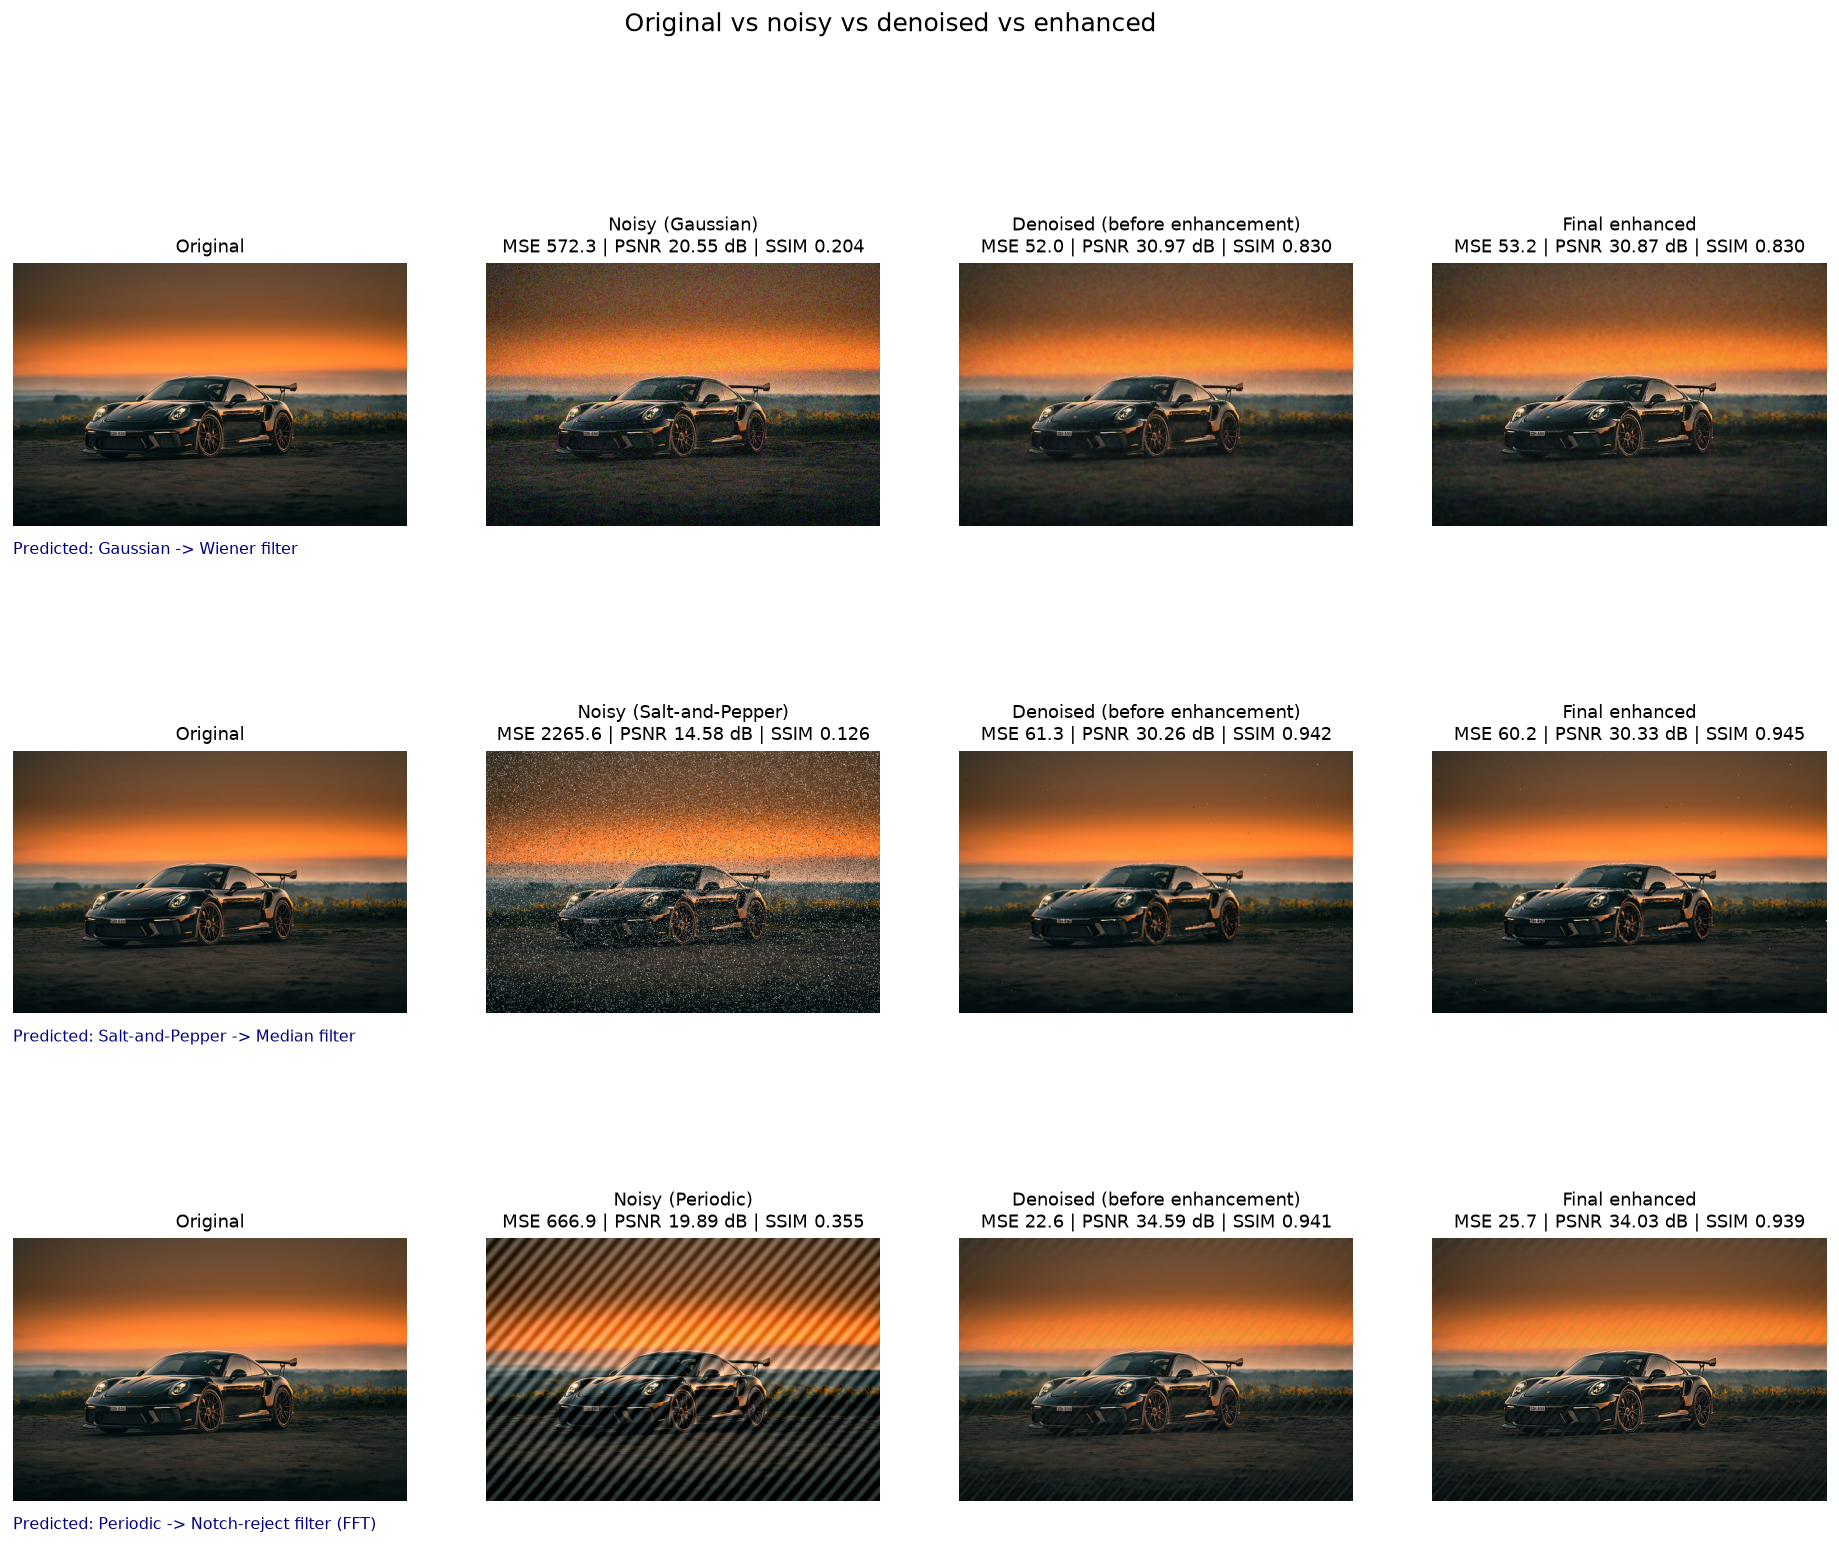 Original vs noisy vs denoised vs enhanced
Original
Noisy (Gaussian)
MSE 572.3 | PSNR 20.55 dB | SSIM 0.204
Denoised (before enhancement)
MSE 52.0 | PSNR 30.97 dB | SSIM 0.830
Final enhanced
MSE 53.2 | PSNR 30.87 dB | SSIM 0.830
Predicted: Gaussian -> Wiener filter
Original
Noisy (Salt-and-Pepper)
MSE 2265.6 | PSNR 14.58 dB | SSIM 0.126
Denoised (before enhancement)
MSE 61.3 | PSNR 30.26 dB | SSIM 0.942
Final enhanced
MSE 60.2 | PSNR 30.33 dB | SSIM 0.945
Predicted: Salt-and-Pepper -> Median filter
Original
Noisy (Periodic)
MSE 666.9 | PSNR 19.89 dB | SSIM 0.355
Denoised (before enhancement)
MSE 22.6 | PSNR 34.59 dB | SSIM 0.941
Final enhanced
MSE 25.7 | PSNR 34.03 dB | SSIM 0.939
Predicted: Periodic -> Notch-reject filter (FFT)